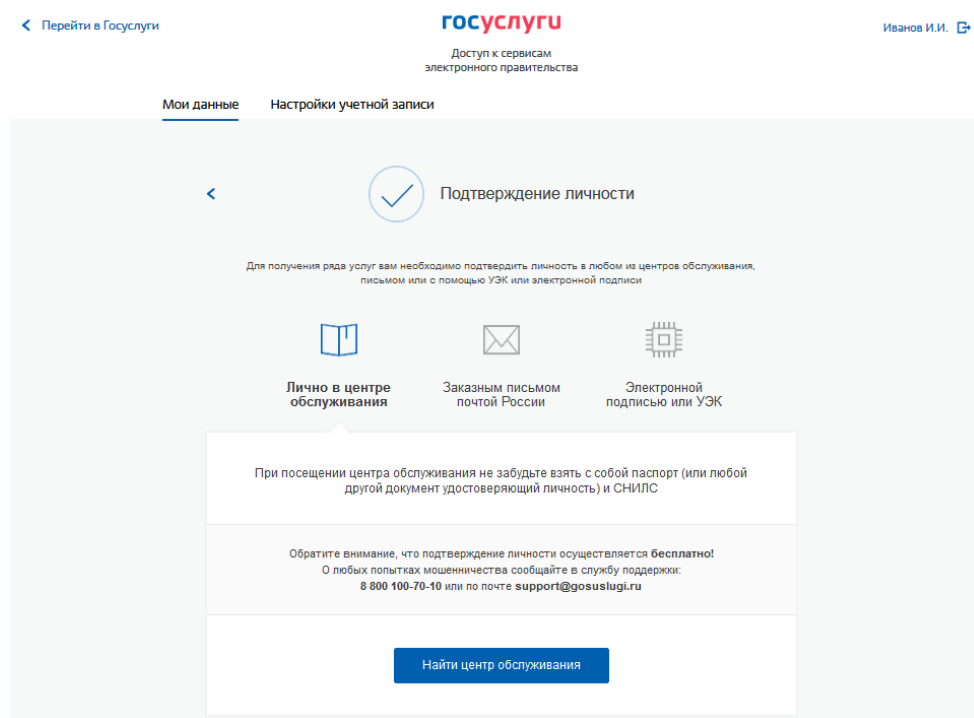 Перейти в Госуслуги
госуслуги
Иванов И.И.
Доступ к сервисам
электронного правительства
Мои данные
Настройки учетной записи
Подтверждение личности
Для получения ряда услуг вам необходимо подтвердить личность в любом из центров обслуживания,
письмом или с помощью УЭК или электронной подписи
Лично в центре
обслуживания
Заказным письмом
почтой России
Электронной
подписью или УЭК
При посещении центра обслуживания не забудьте взять с собой паспорт (или любой
другой документ удостоверяющий личность) и СНИЛС
Обратите внимание, что подтверждение личности осуществляется бесплатно!
О любых попытках мошенничества сообщайте в службу поддержки:
8 800 100-70-10 или по почте support@gosuslugi.ru
Найти центр обслуживания